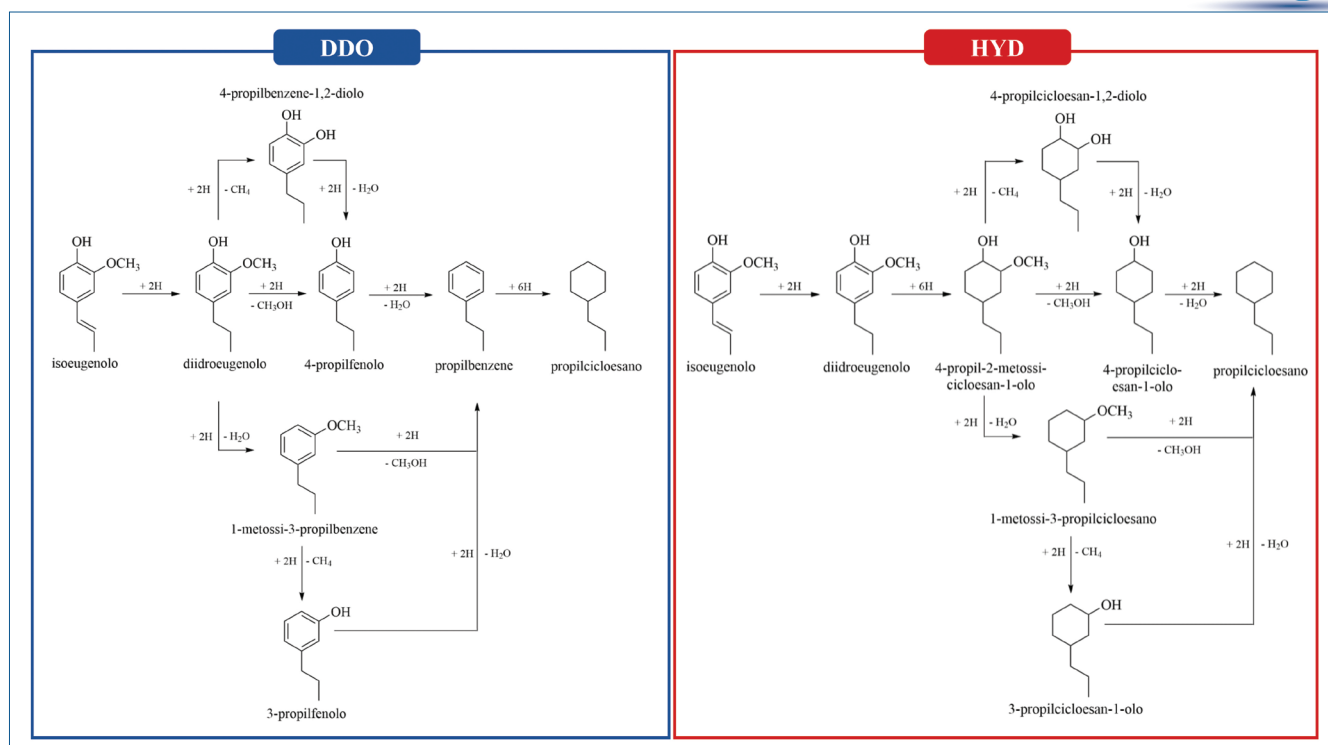 DDO
4-propilbenzene-1,2-diolo
OH
OH
+ 2H
- CH₄
+ 2H
- H₂O
OH
OCH₃
OH
OCH₃
OH
+ 2H
+ 2H
- CH₃OH
+ 2H
- H₂O
+ 6H
isoeugenolo
diidroeugenolo
4-propilfenolo
propilbenzene
propilcicloesano
+ 2H
- H₂O
OCH₃
+ 2H
- CH₃OH
1-metossi-3-propilbenzene
+ 2H
- CH₄
+ 2H
- H₂O
OH
3-propilfenolo
HYD
4-propilcicloesan-1,2-diolo
OH
OH
+ 2H
- CH₄
+ 2H
- H₂O
OH
OCH₃
OH
OCH₃
OH
OCH₃
OH
+ 2H
+ 6H
+ 2H
- CH₃OH
+ 2H
- H₂O
isoeugenolo
diidroeugenolo
4-propil-2-metossi-
cicloesan-1-olo
4-propilciclo-
esan-1-olo
propilcicloesano
+ 2H
- H₂O
OCH₃
+ 2H
- CH₃OH
1-metossi-3-propilcicloesano
+ 2H
- CH₄
+ 2H
- H₂O
OH
3-propilcicloesan-1-olo